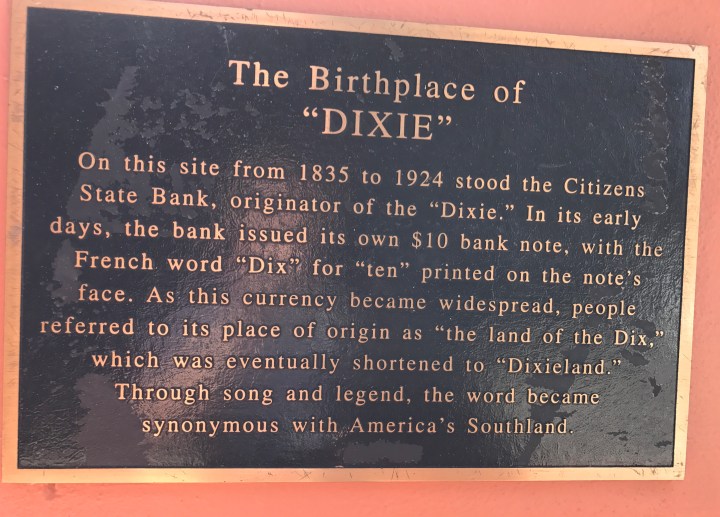 The Birthplace of
“DIXIE”
On this site from 1835 to 1924 stood the Citizens
State Bank, originator of the “Dixie.” In its early
days, the bank issued its own $10 bank note, with the
French word “Dix” for “ten” printed on the note’s
face. As this currency became widespread, people
referred to its place of origin as “the land of the Dix,”
which was eventually shortened to “Dixieland.”
Through song and legend, the word became
synonymous with America’s Southland.